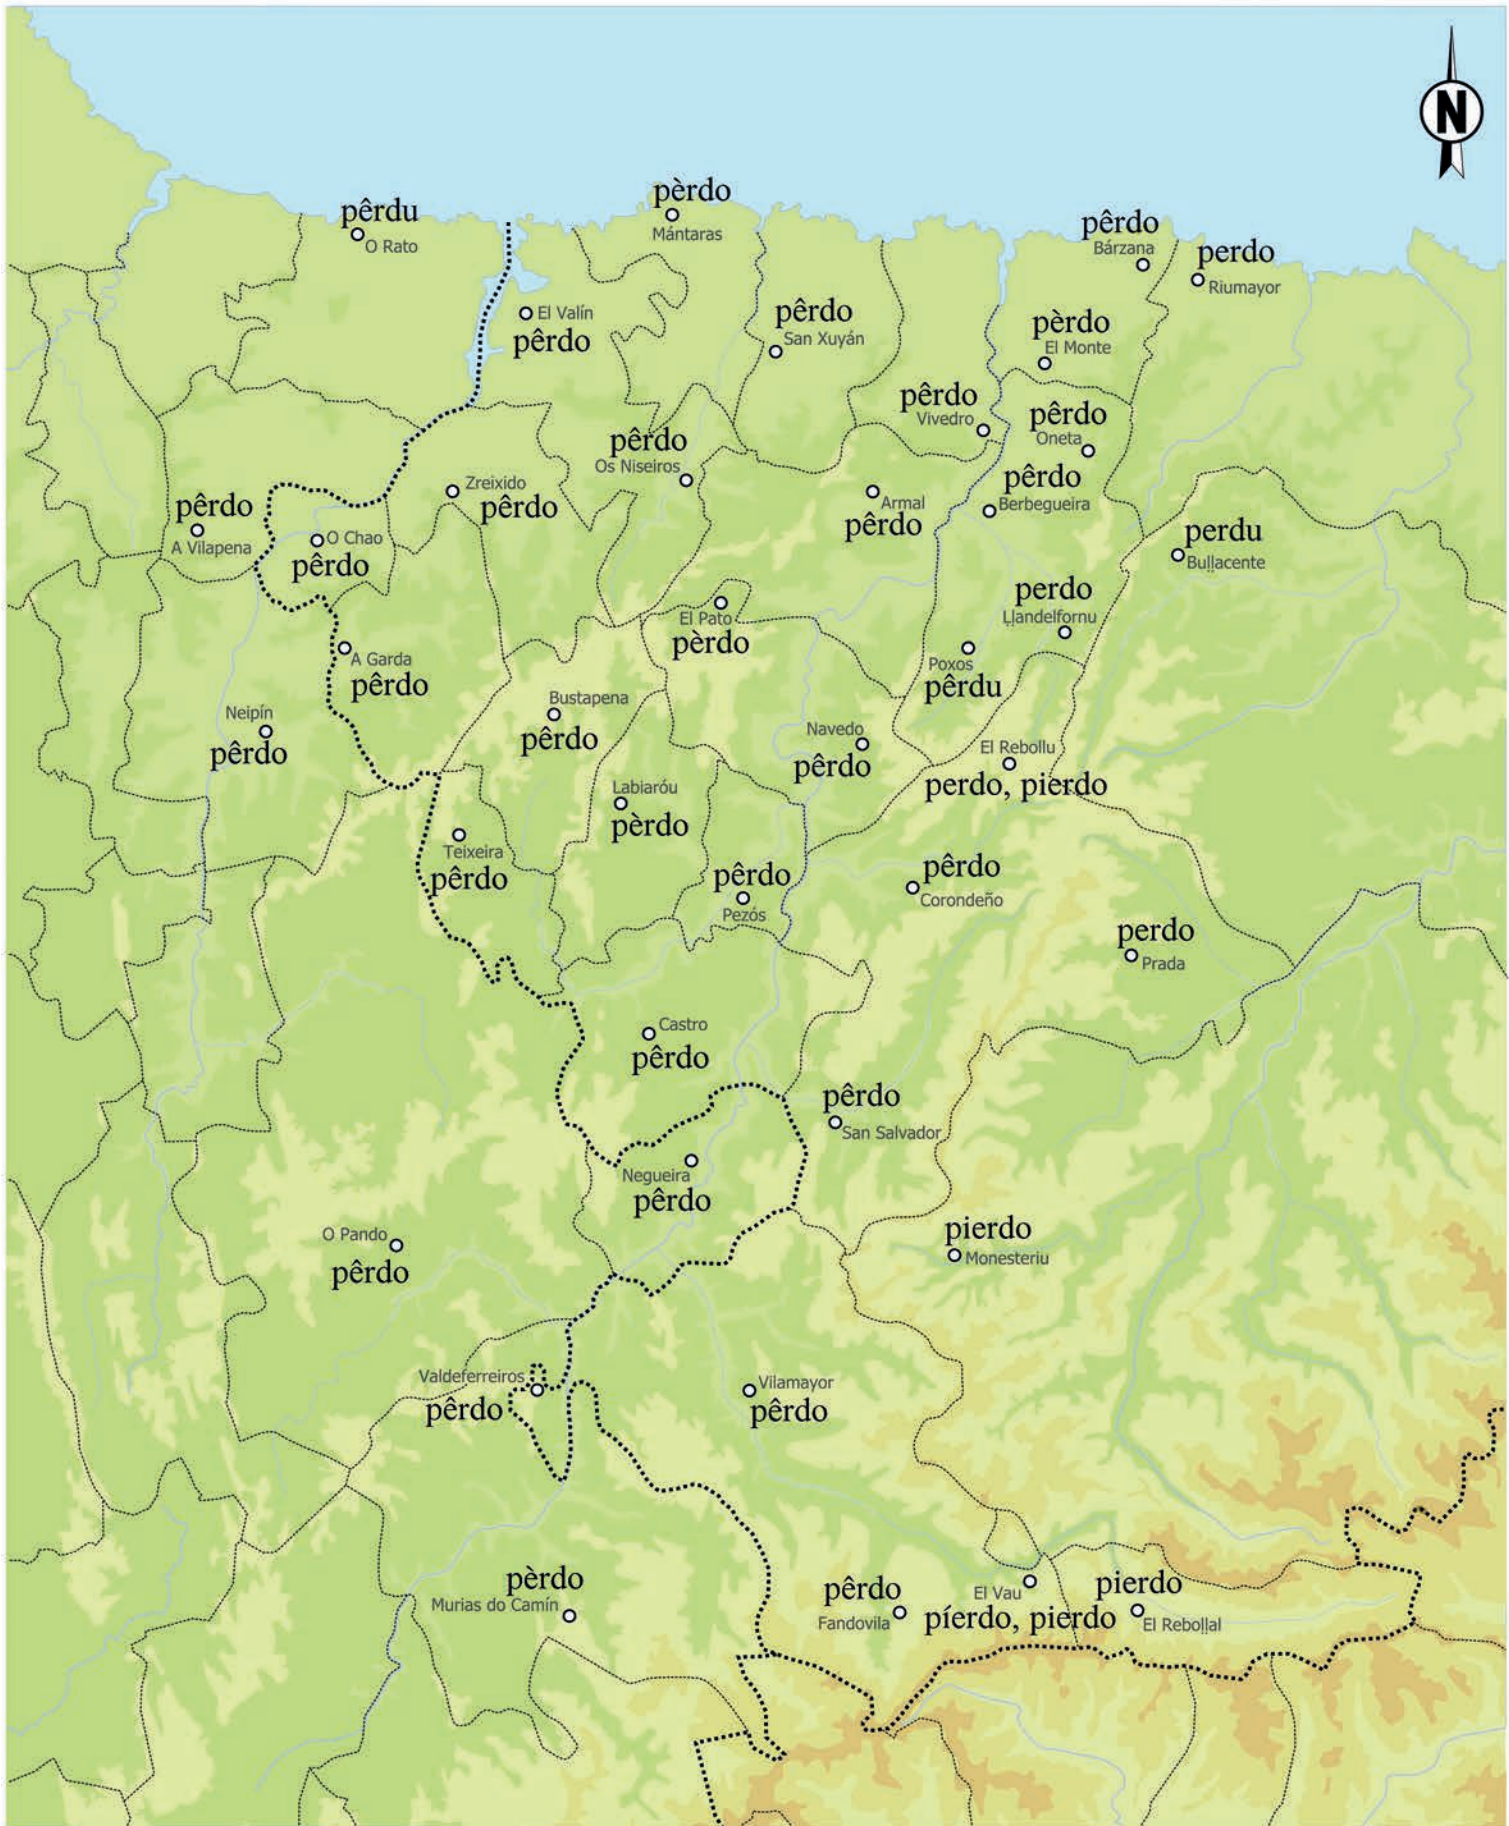 N
pèrdo
Mántaras
pêrdu
O Rato
pêrdo
Bárzana
perdo
Riumayor
El Valín
pêrdo
pêrdo
San Xuyán
pèrdo
El Monte
pêrdo
Vivedro
pêrdo
Oneta
pêrdo
Os Niseiros
pêrdo
Berbegueira
Zreixido
pêrdo
Armal
pêrdo
pêrdo
A Vilapena
O Chao
pêrdo
perdu
Buḷḷacente
perdo
Ḷḷandelfornu
El Pato
pèrdo
A Garda
pêrdo
Poxos
pêrdu
Bustapena
pêrdo
Neipín
pêrdo
Navedo
pêrdo
El Rebollu
perdo, pierdo
Labiaróu
pèrdo
Teixeira
pêrdo
pêrdo
Pezós
pêrdo
Corondeño
perdo
Prada
Castro
pêrdo
pêrdo
San Salvador
Negueira
pêrdo
O Pando
pêrdo
pierdo
Monesteriu
Valdeferreiros
pêrdo
Vilamayor
pêrdo
pèrdo
Murias do Camín
pêrdo
Fandovila
El Vau
píerdo, pierdo
pierdo
El Reboḷḷal